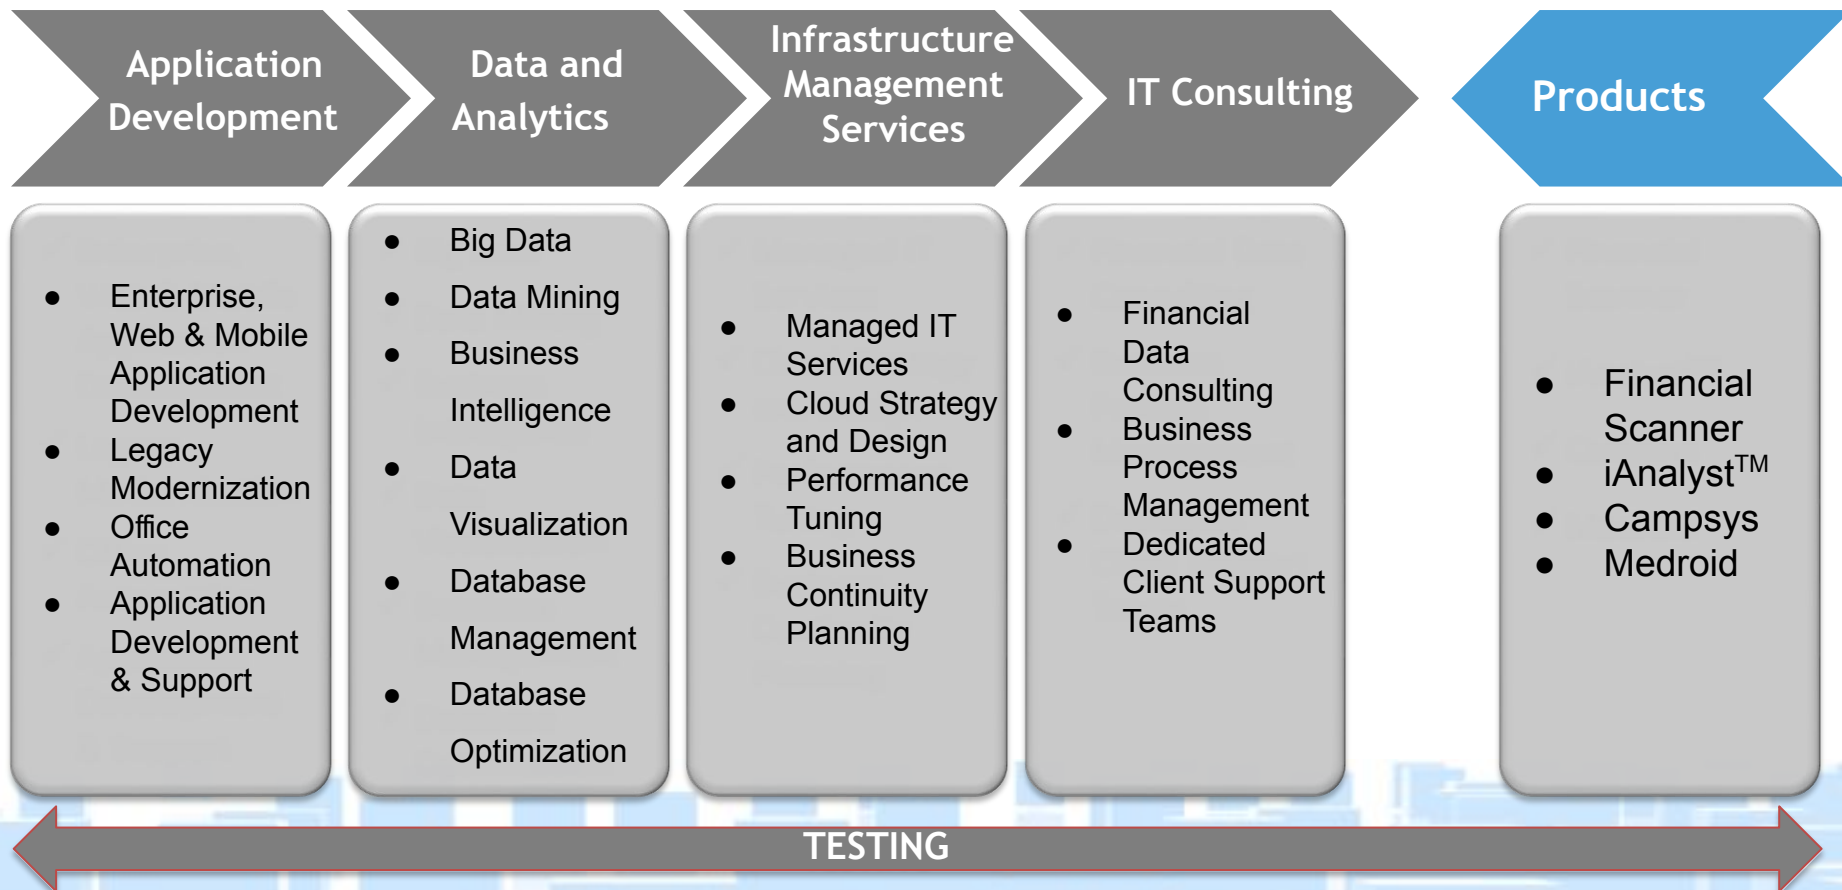 Application
Development
Data and
Analytics
Infrastructure
Management
Services
IT Consulting
Products
● Enterprise,
Web & Mobile
Application
Development
● Legacy
Modernization
● Office
Automation
● Application
Development
& Support
● Big Data
● Data Mining
● Business
Intelligence
● Data
Visualization
● Database
Management
● Database
Optimization
● Managed IT
Services
● Cloud Strategy
and Design
● Performance
Tuning
● Business
Continuity
Planning
● Financial
Data
Consulting
● Business
Process
Management
● Dedicated
Client Support
Teams
● Financial
Scanner
● iAnalyst™
● Campsys
● Medroid
TESTING